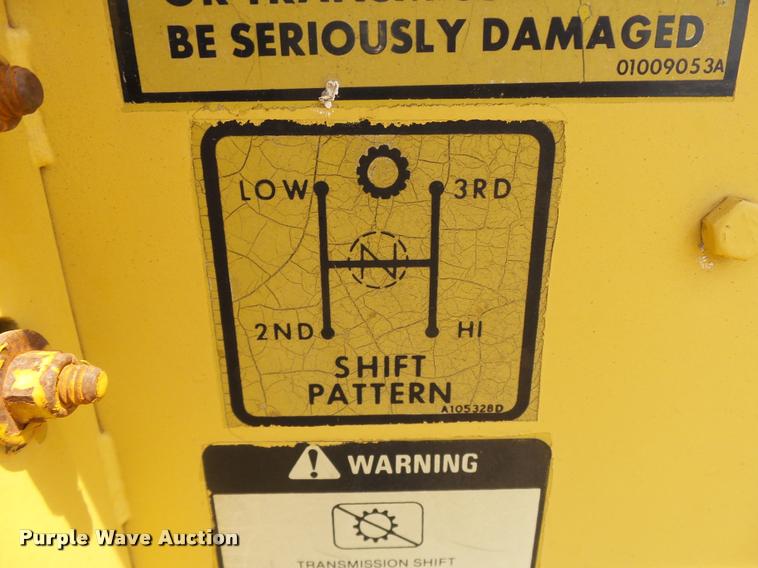 BE SERIOUSLY DAMAGED
01009053A
LOW 3RD
N
2ND HI
SHIFT
PATTERN
A105328D
WARNING
TRANSMISSION SHIFT
Purple Wave Auction